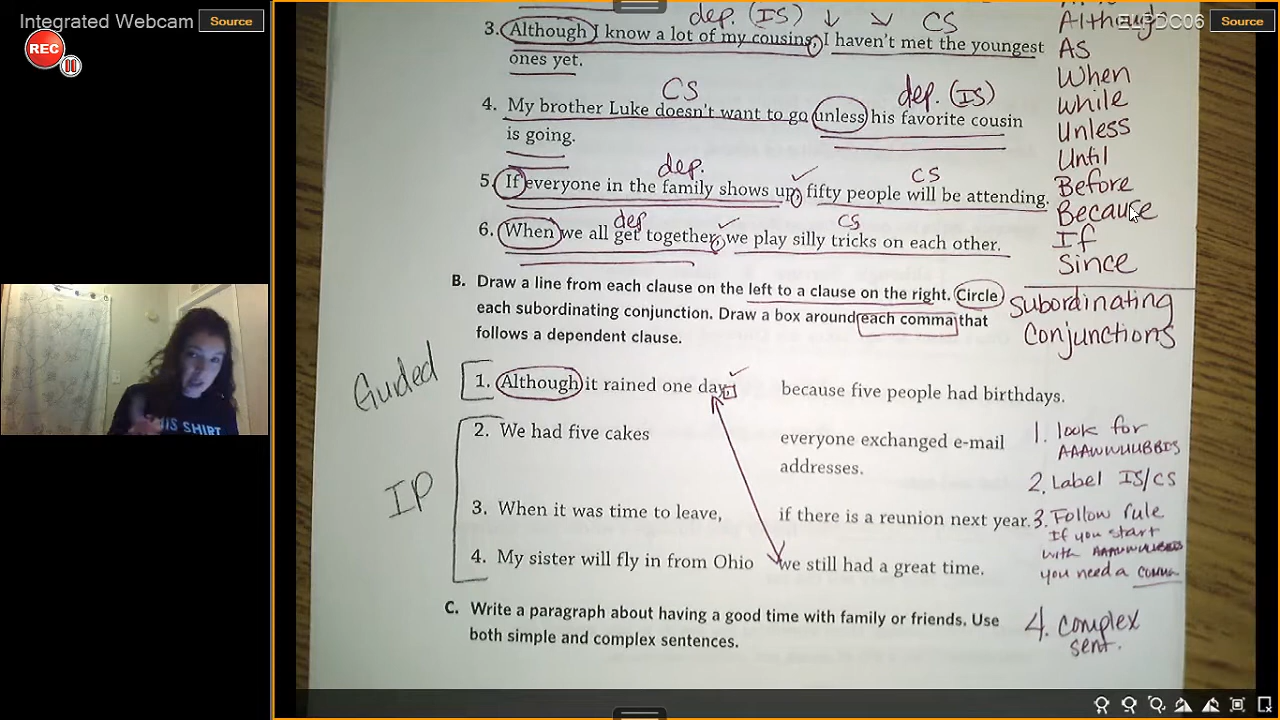 Integrated Webcam
Source
REC
Source
dep. (IS) CS
3. Although I know a lot of my cousins, I haven't met the youngest
ones yet.
CS dep. (IS)
4. My brother Luke doesn't want to go unless his favorite cousin
is going.
dep. CS
5. If everyone in the family shows up, fifty people will be attending.
dep CS
6. When we all get together, we play silly tricks on each other.
Although
As
When
while
Unless
Until
Before
Because
If
Since
Subordinating
Conjunctions
B. Draw a line from each clause on the left to a clause on the right. Circle
each subordinating conjunction. Draw a box around each comma that
follows a dependent clause.
Guided
1. Although it rained one day, because five people had birthdays.
IP
2. We had five cakes everyone exchanged e-mail
addresses.
3. When it was time to leave, if there is a reunion next year.
4. My sister will fly in from Ohio we still had a great time.
1. look for
AAAWWUUBBIS
2. Label IS/CS
3. Follow rule
If you start
with AAAWWUUBBIS
you need a comma
4. complex
sent.
C. Write a paragraph about having a good time with family or friends. Use
both simple and complex sentences.
THIS SHIRT